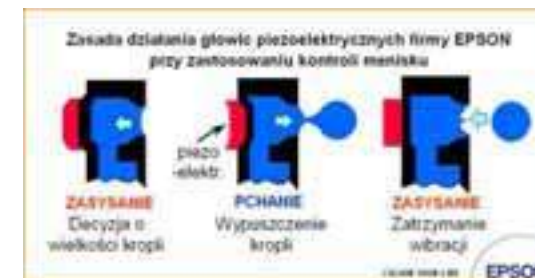 Zasada działania głowic piezoelektrycznych firmy EPSON
przy zastosowaniu kontroli menisku
piezo
-elektr.
ZASYSANIE
Decyzja o
wielkości kropli
PCHANIE
Wypuszczenie
kropli
ZASYSANIE
Zatrzymanie
wibracji
EPSO